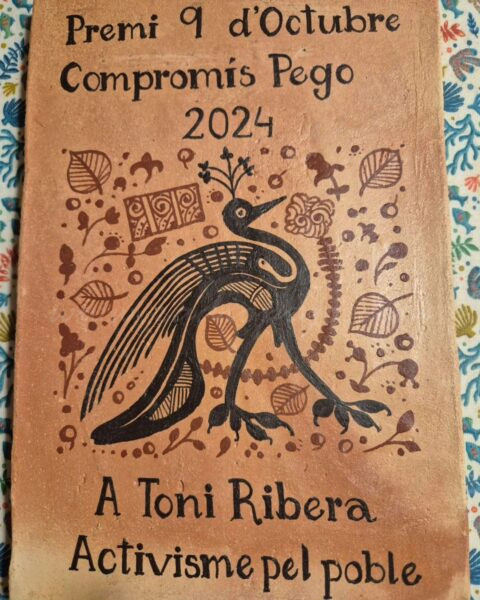 Premi 9 d'Octubre
Compromís Pego
2024
A Toni Ribera
Activisme pel poble